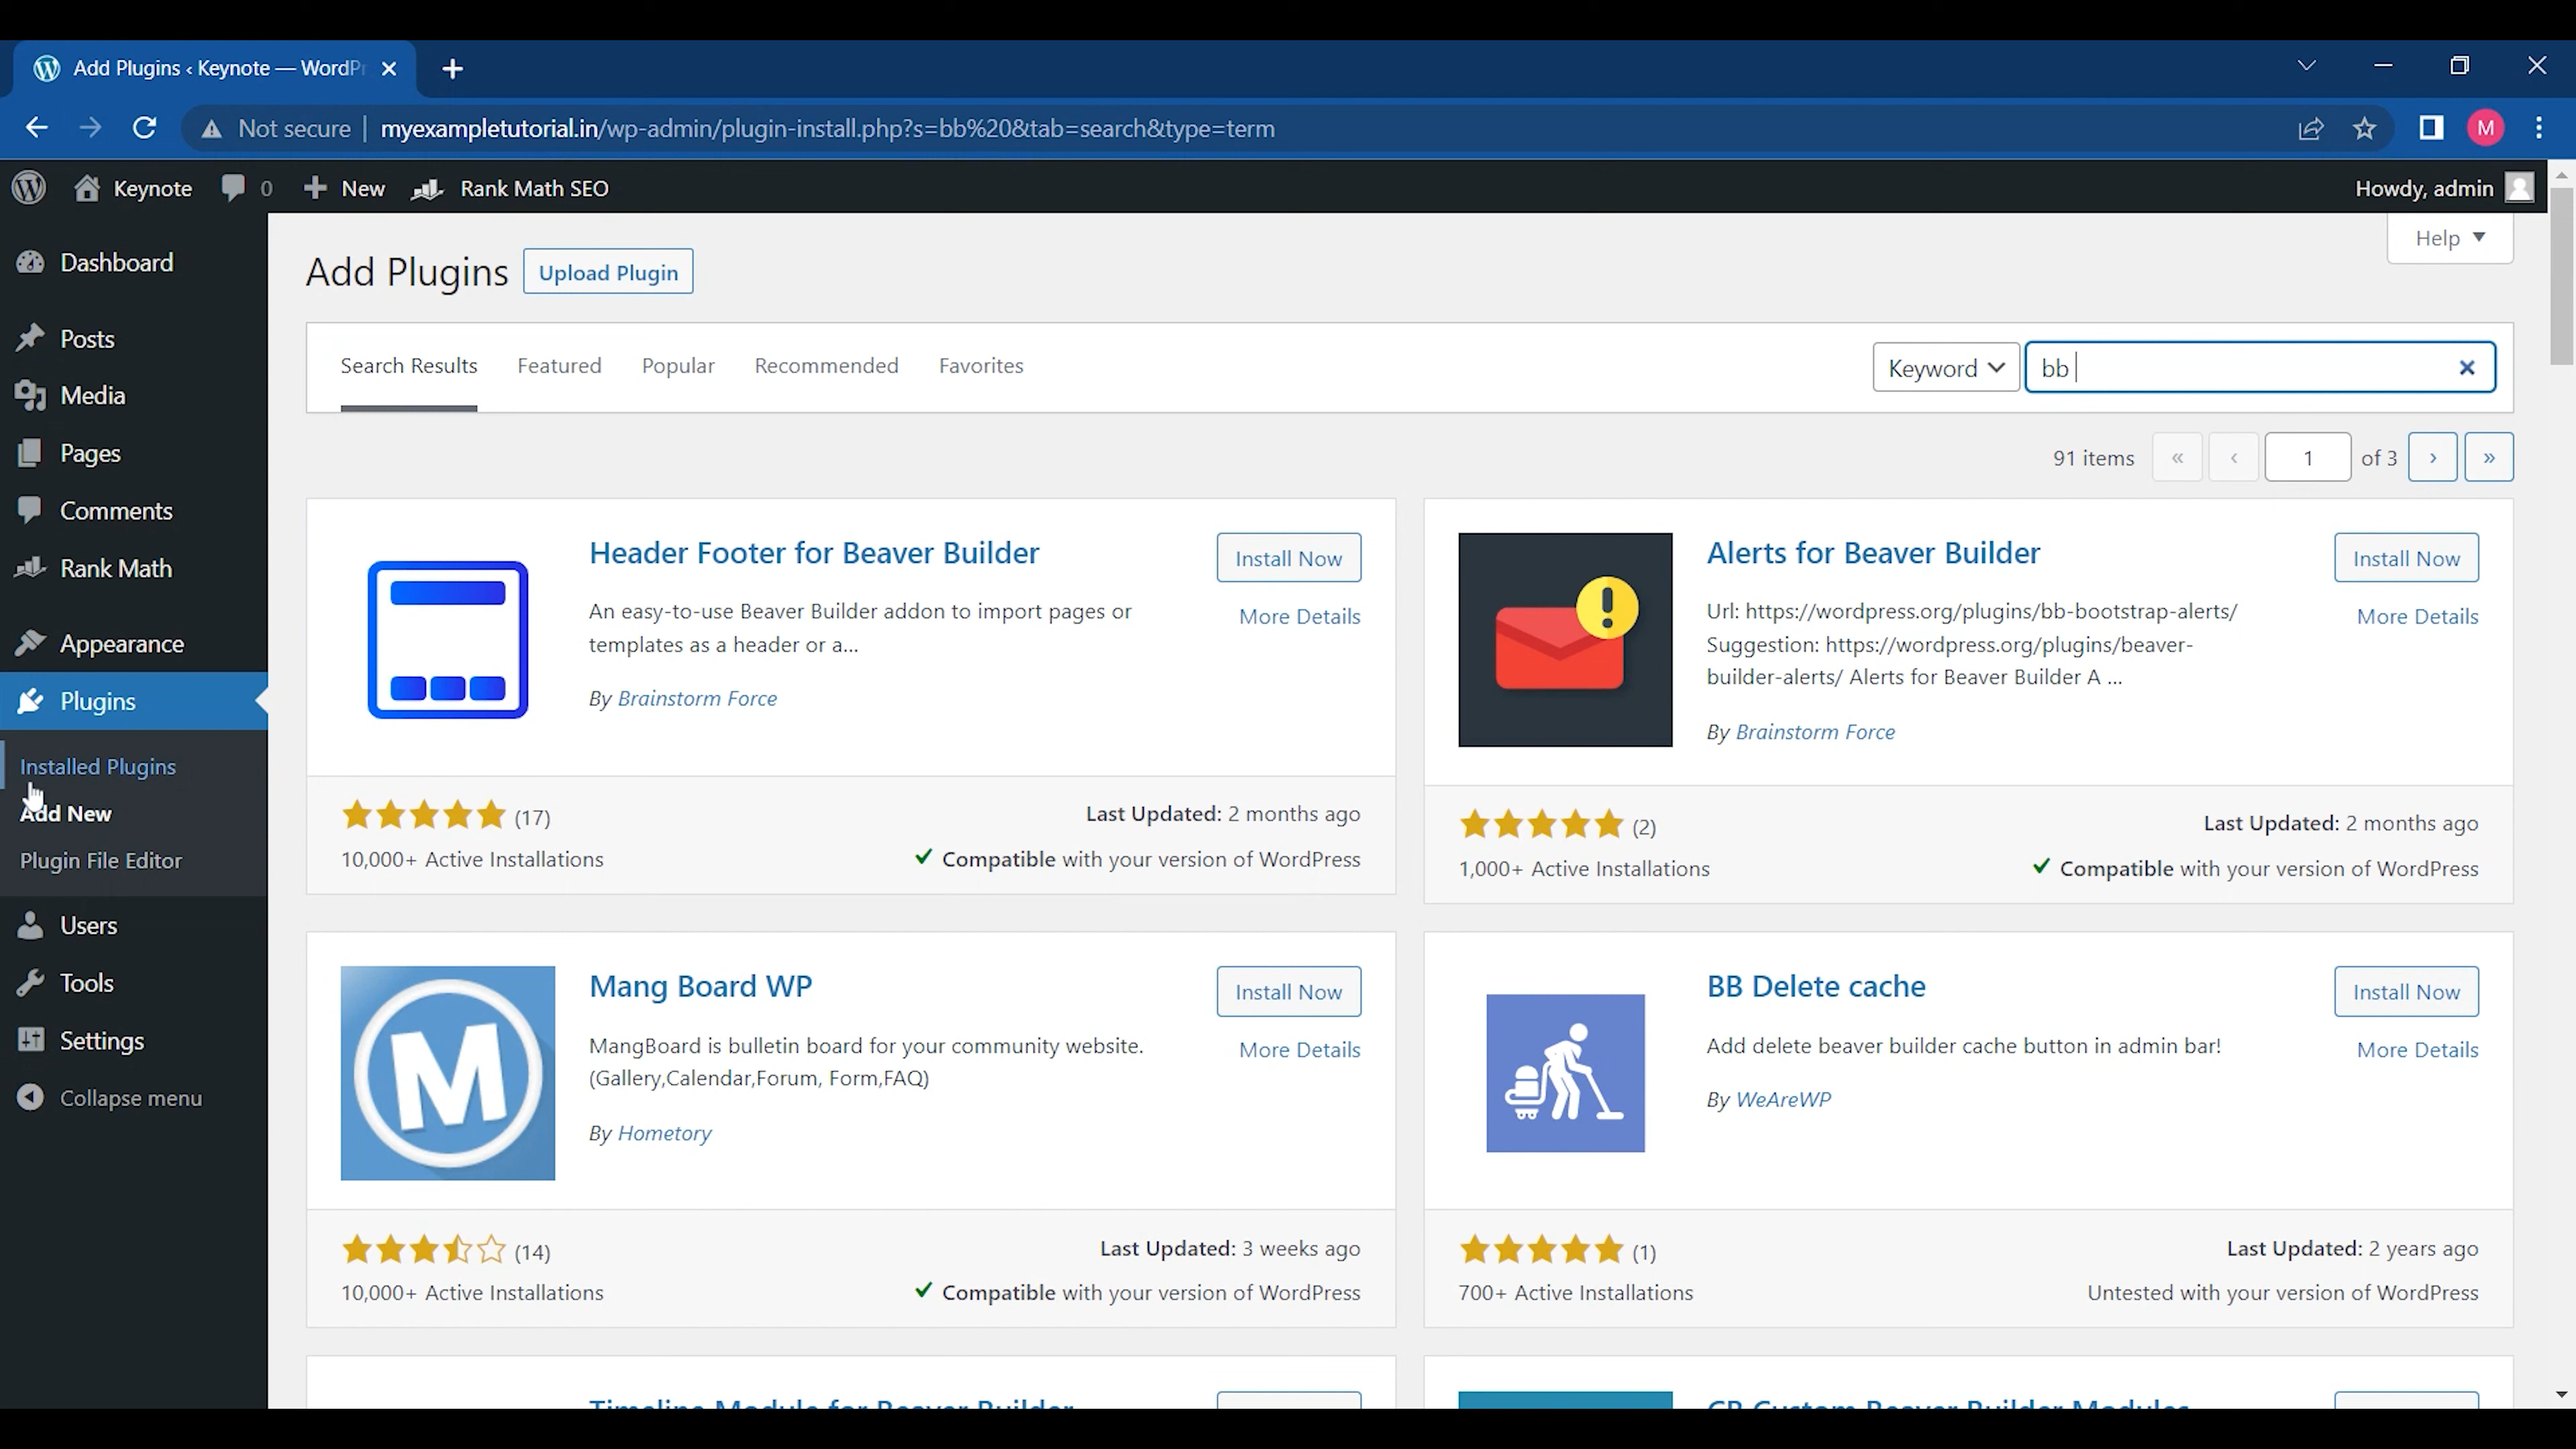 Add Plugins ‹ Keynote — WordPr
Not secure | myexampletutorial.in/wp-admin/plugin-install.php?s=bb%20&tab=search&type=term
M
Keynote 0 New Rank Math SEO
Howdy, admin
Dashboard
Posts
Media
Pages
Comments
Rank Math
Appearance
Plugins
Installed Plugins
Add New
Plugin File Editor
Users
Tools
Settings
Collapse menu
Help
Add Plugins Upload Plugin
Search Results Featured Popular Recommended Favorites
Keyword bb
91 items « ‹ 1 of 3 › »
Header Footer for Beaver Builder
Install Now
More Details
An easy-to-use Beaver Builder addon to import pages or
templates as a header or a...
By Brainstorm Force
(17)
10,000+ Active Installations
Last Updated: 2 months ago
Compatible with your version of WordPress
Alerts for Beaver Builder
Install Now
More Details
Url: https://wordpress.org/plugins/bb-bootstrap-alerts/
Suggestion: https://wordpress.org/plugins/beaver-
builder-alerts/ Alerts for Beaver Builder A ...
By Brainstorm Force
(2)
1,000+ Active Installations
Last Updated: 2 months ago
Compatible with your version of WordPress
M
Mang Board WP
Install Now
More Details
MangBoard is bulletin board for your community website.
(Gallery,Calendar,Forum, Form,FAQ)
By Hometory
(14)
10,000+ Active Installations
Last Updated: 3 weeks ago
Compatible with your version of WordPress
BB Delete cache
Install Now
More Details
Add delete beaver builder cache button in admin bar!
By WeAreWP
(1)
700+ Active Installations
Last Updated: 2 years ago
Untested with your version of WordPress
Timeline Module for Beaver Builder
CB Custom Beaver Builder Modules